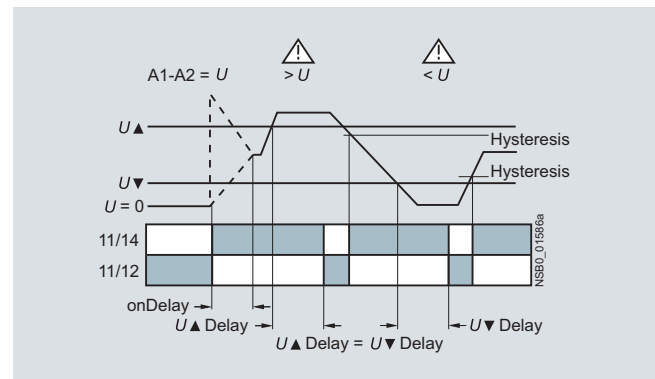 A1-A2 = U
> U
< U
U▲
Hysteresis
Hysteresis
U▼
U = 0
11/14
11/12
NSB0_01586a
onDelay
U▲Delay
U▼Delay
U▲Delay = U▼Delay